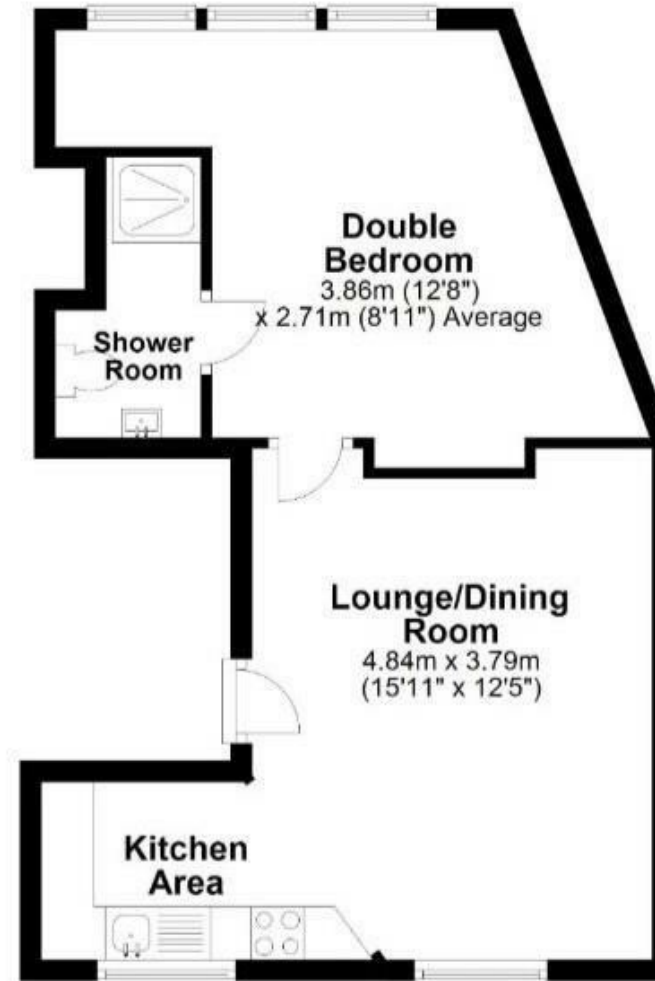 Double
Bedroom
3.86m (12'8")
x 2.71m (8'11") Average
Shower
Room
Lounge/Dining
Room
4.84m x 3.79m
(15'11" x 12'5")
Kitchen
Area